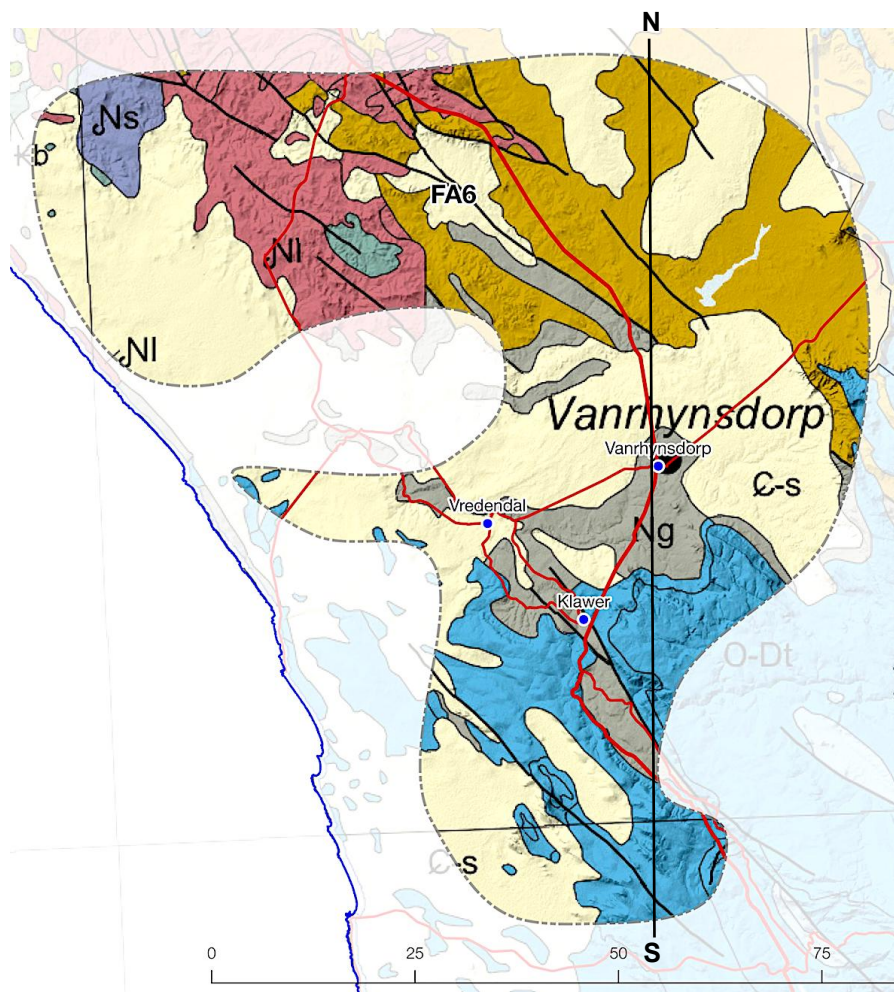 N
Ns
Kb
FA6
Nl
Nl
Vanrhynsdorp
Vanrhynsdorp
Ꞓ-s
Vredendal
Ng
Klawer
O-Dt
Ꞓ-s
S
0 25 50 75